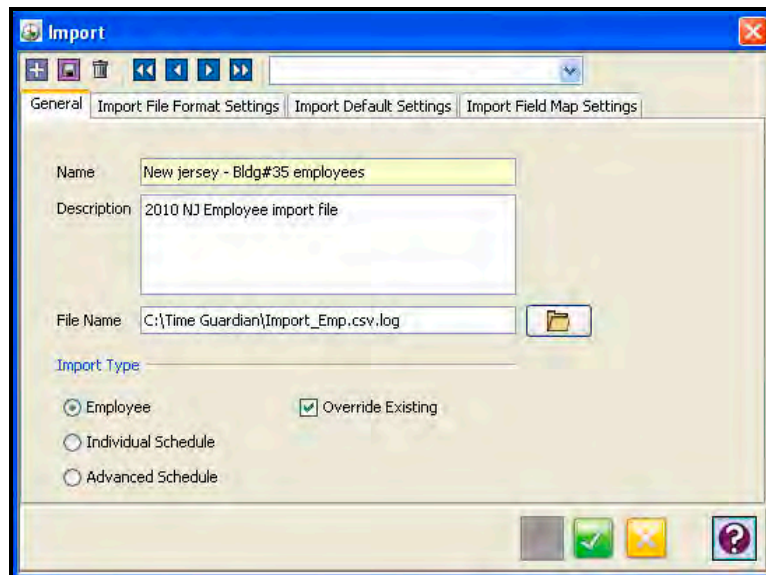 Import
General Import File Format Settings Import Default Settings Import Field Map Settings
Name New jersey - Bldg#35 employees
Description 2010 NJ Employee import file
File Name C:\Time Guardian\Import_Emp.csv.log
Import Type
Employee Override Existing
Individual Schedule
Advanced Schedule
?